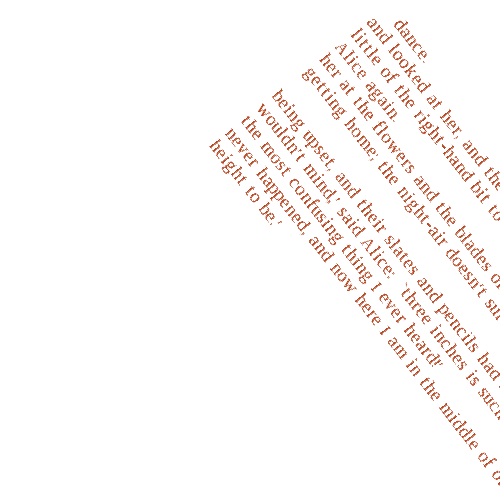 dance.
and looked at her, and the
little of the right-hand bit to
Alice again.
her at the flowers and the blades of
getting home; the night-air doesn't
being upset, and their slates and pencils had
wouldn't mind,' said Alice: `three inches is such
the most confusing thing I ever heard!'
never happened, and now here I am in the middle of
height to be.'